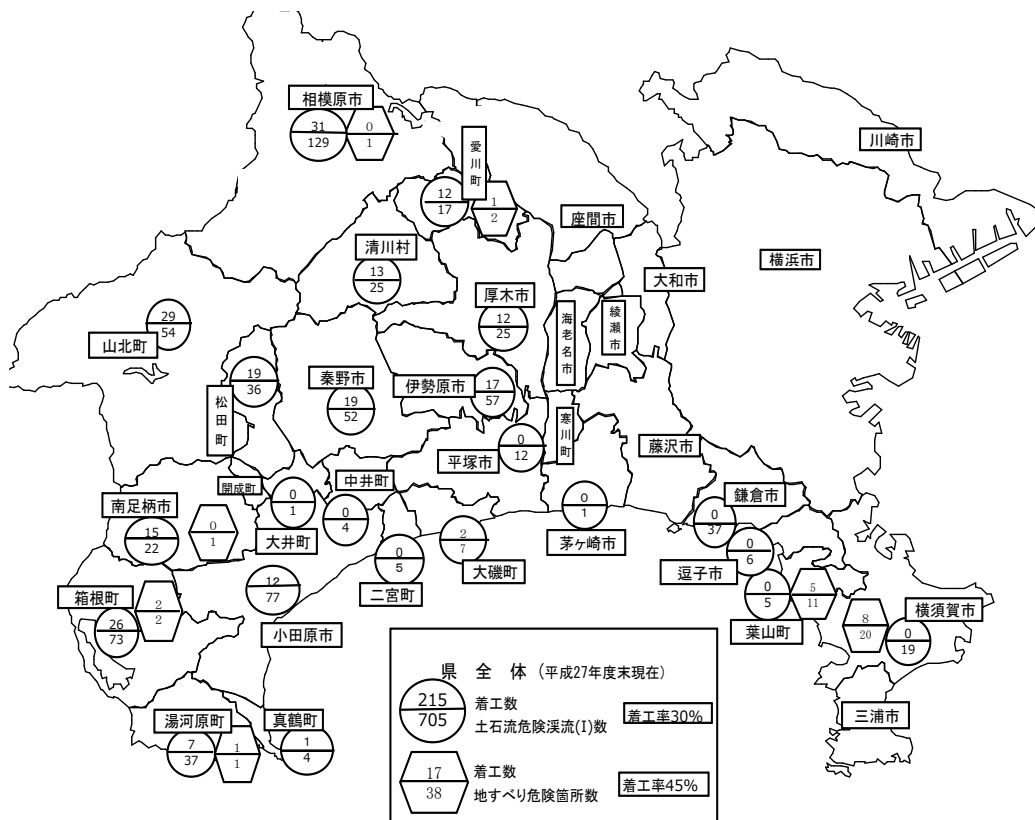 相模原市
31
129
0
1
川崎市
愛川町
12
17
1
2
座間市
清川村
13
25
横浜市
大和市
厚木市
12
25
海老名市
綾瀬市
29
54
山北町
19
36
松田町
秦野市
19
52
伊勢原市
17
57
寒川町
平塚市
0
12
藤沢市
中井町
0
4
開成町
0
1
大井町
南足柄市
15
22
0
1
鎌倉市
0
37
0
1
茅ヶ崎市
2
7
大磯町
0
5
二宮町
0
6
逗子市
0
5
5
11
葉山町
12
77
小田原市
箱根町
26
73
2
2
8
20
横須賀市
0
19
三浦市
湯河原町
7
37
1
1
真鶴町
1
4
県 全 体 (平成27年度末現在)
215
705
着工数
土石流危険渓流(I)数
着工率30%
17
38
着工数
地すべり危険箇所数
着工率45%